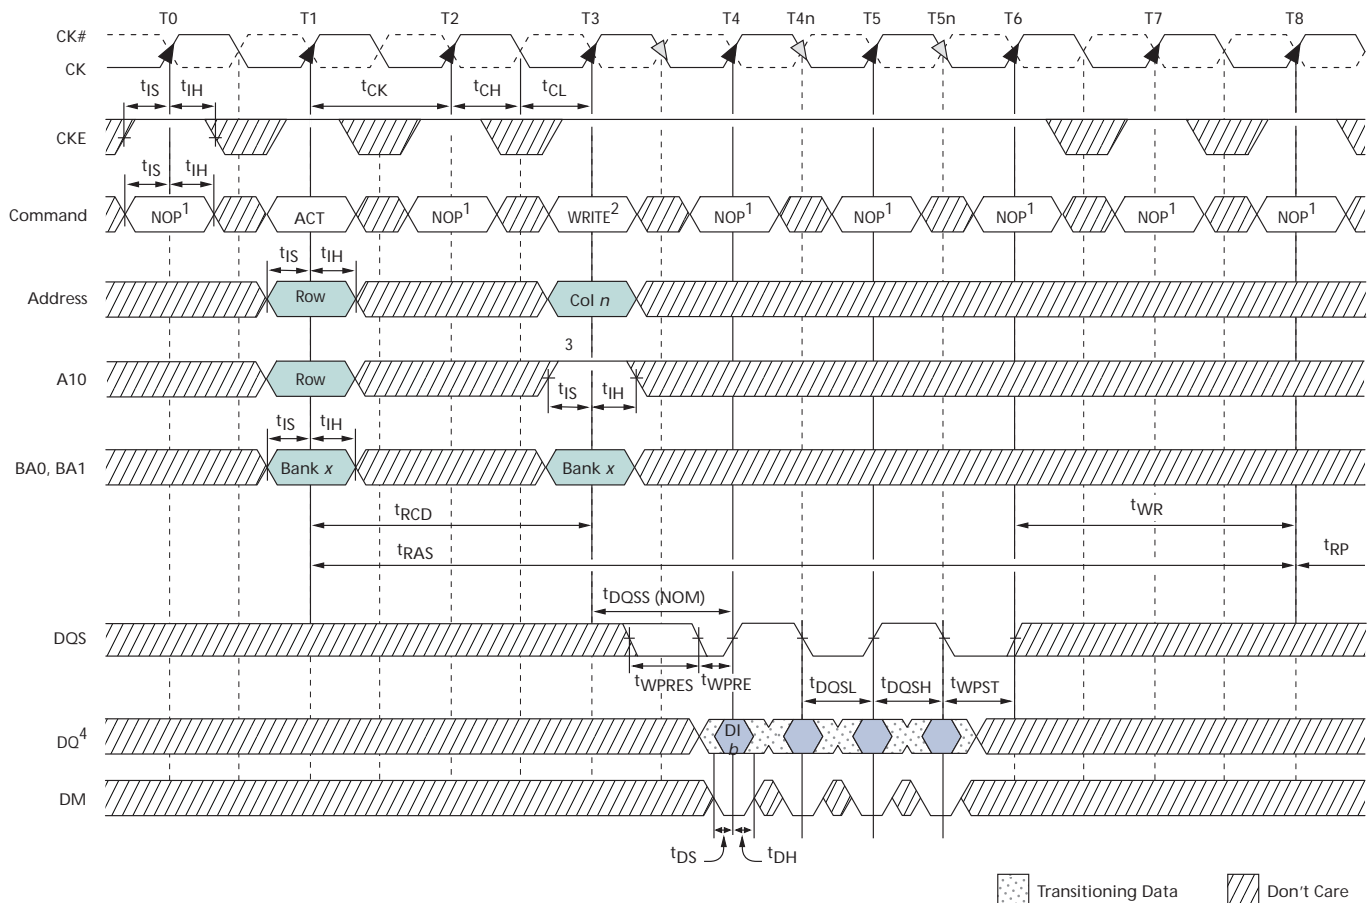 T0 T1 T2 T3 T4 T4n T5 T5n T6 T7 T8
CK#
CK
tIS tIH tCK tCH tCL
CKE
tIS tIH
Command NOP1 ACT NOP1 WRITE2 NOP1 NOP1 NOP1 NOP1 NOP1
tIS tIH
Address Row Col n
3
A10 Row
tIS tIH
tIS tIH
BA0, BA1 Bank x Bank x
tRCD tWR
tRAS tRP
tDQSS (NOM)
DQS
tWPRES tWPRE tDQSL tDQSH tWPST
DQ4 DI
b
DM
tDS tDH
Transitioning Data Don't Care